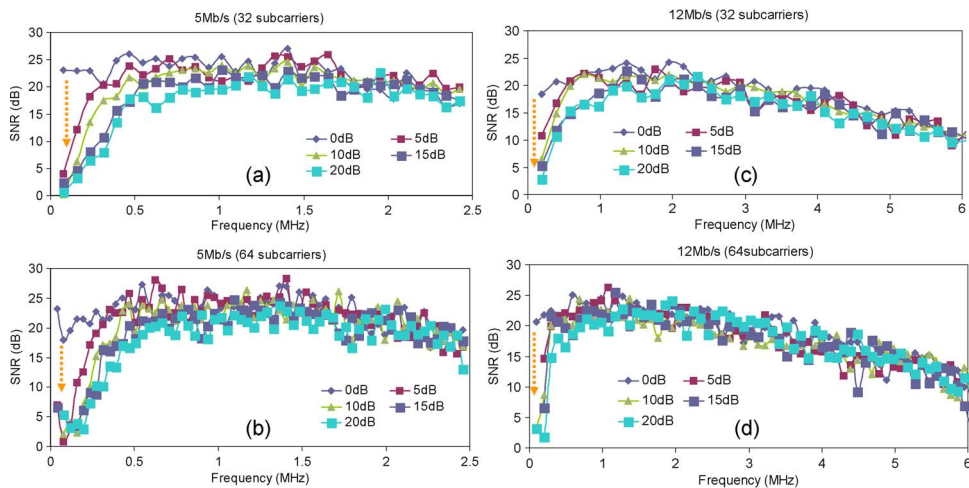 5Mb/s (32 subcarriers)
30
25
20
15
10
5
0
SNR (dB)
0 0.5 1 1.5 2 2.5
Frequency (MHz)
0dB 5dB
10dB 15dB
20dB
(a)
12Mb/s (32 subcarriers)
30
25
20
15
10
5
0
SNR (dB)
0 1 2 3 4 5 6
Frequency (MHz)
0dB 5dB
10dB 15dB
20dB
(c)
5Mb/s (64 subcarriers)
30
25
20
15
10
5
0
SNR (dB)
0 0.5 1 1.5 2 2.5
Frequency (MHz)
0dB 5dB
10dB 15dB
20dB
(b)
12Mb/s (64subcarriers)
30
25
20
15
10
5
0
SNR (dB)
0 1 2 3 4 5 6
Frequency (MHz)
0dB 5dB
10dB 15dB
20dB
(d)